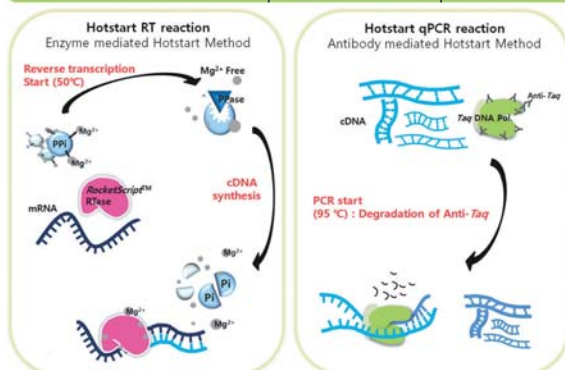 Hotstart RT reaction
Enzyme mediated Hotstart Method
Reverse transcription
Start (50℃)
Mg²⁺ Free
PPase
Mg²⁺
PPi
Mg²⁺
RocketScript™
RTase
mRNA
cDNA
synthesis
Mg²⁺
Pi
Pi
Mg²⁺
Mg²⁺
Hotstart qPCR reaction
Antibody mediated Hotstart Method
Anti-Taq
cDNA
Taq DNA Pol.
PCR start
(95 ℃) : Degradation of Anti-Taq